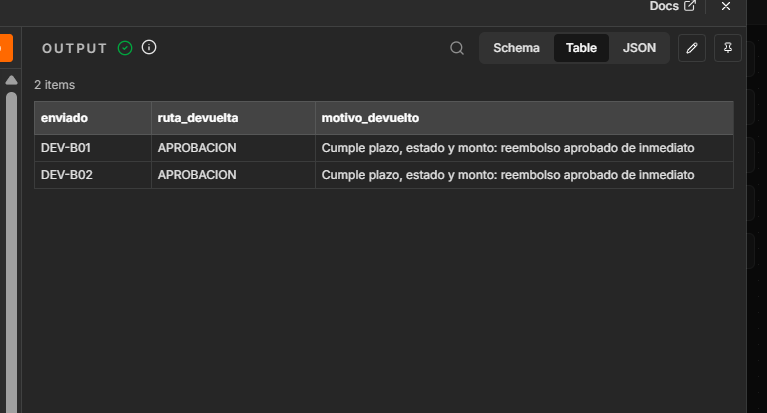 Docs
OUTPUT
Schema Table JSON
2 items
enviado ruta_devuelta motivo_devuelto
DEV-B01 APROBACION Cumple plazo, estado y monto: reembolso aprobado de inmediato
DEV-B02 APROBACION Cumple plazo, estado y monto: reembolso aprobado de inmediato